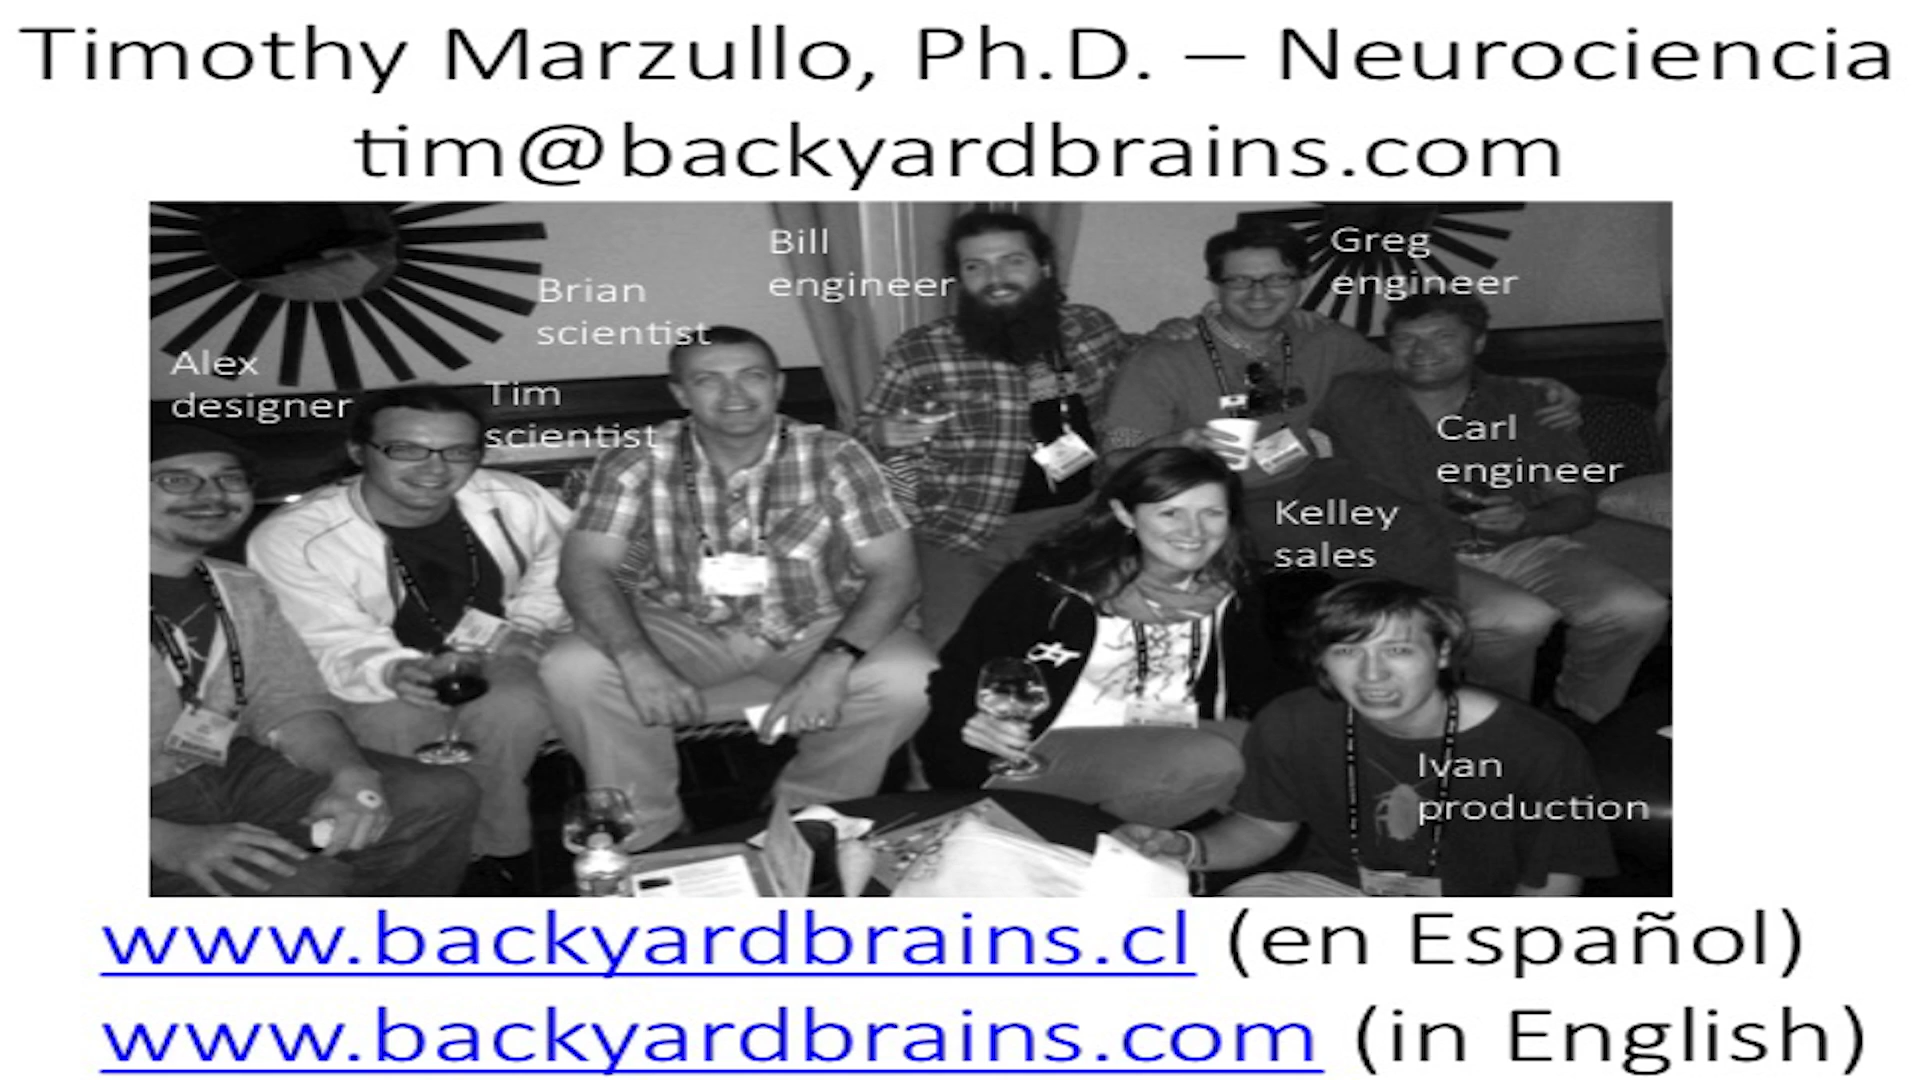 Timothy Marzullo, Ph.D. – Neurociencia
tim@backyardbrains.com
Bill
engineer
Greg
engineer
Brian
scientist
Alex
designer
Tim
scientist
Carl
engineer
Kelley
sales
Ivan
production
www.backyardbrains.cl (en Español)
www.backyardbrains.com (in English)